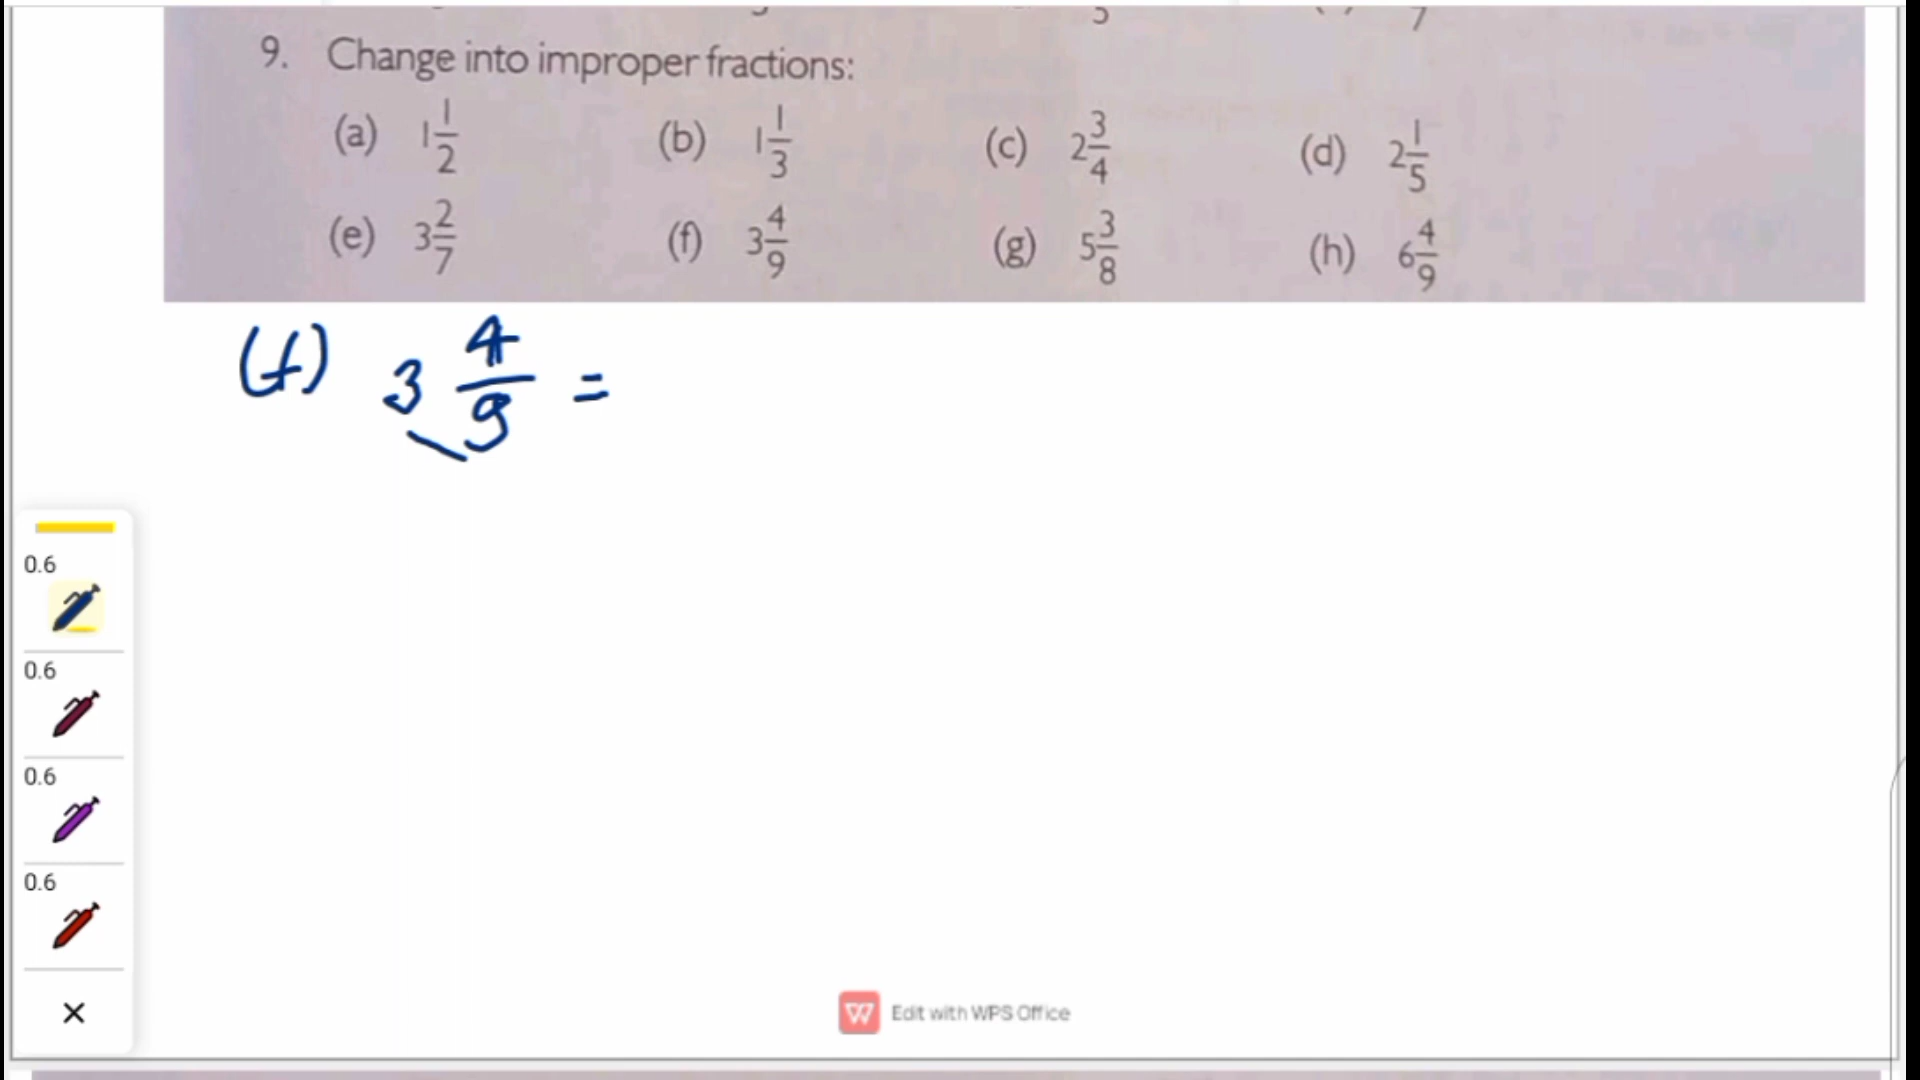 9. Change into improper fractions:
(a) 1 1/2 (b) 1 1/3 (c) 2 3/4 (d) 2 1/5
(e) 3 2/7 (f) 3 4/9 (g) 5 3/8 (h) 6 4/9
(f) 3 4/9 =
0.6
0.6
0.6
0.6
Edit with WPS Office